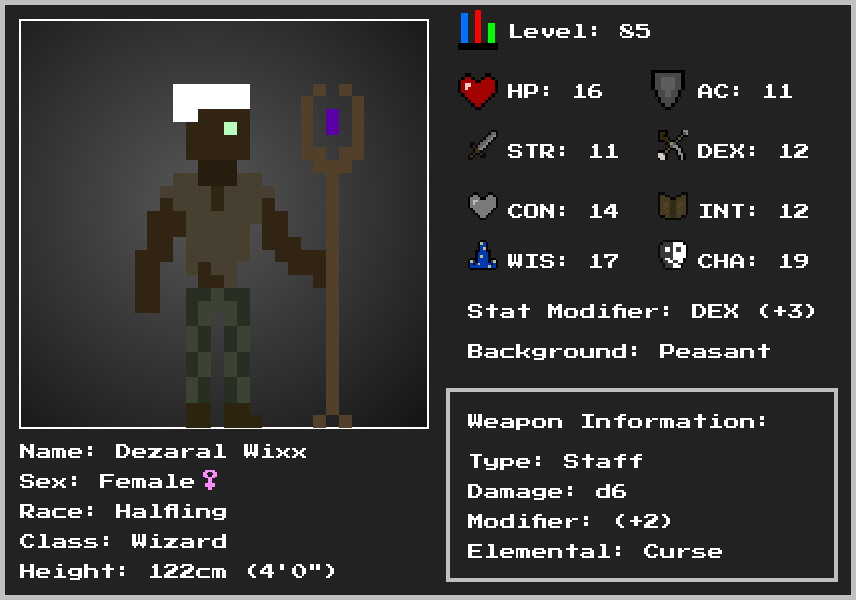 Level: 85
HP: 16 AC: 11
STR: 11 DEX: 12
CON: 14 INT: 12
WIS: 17 CHA: 19
Stat Modifier: DEX (+3)
Background: Peasant
Weapon Information:
Type: Staff
Damage: d6
Modifier: (+2)
Elemental: Curse
Name: Dezaral Wixx
Sex: Female♀
Race: Halfling
Class: Wizard
Height: 122cm (4'0")